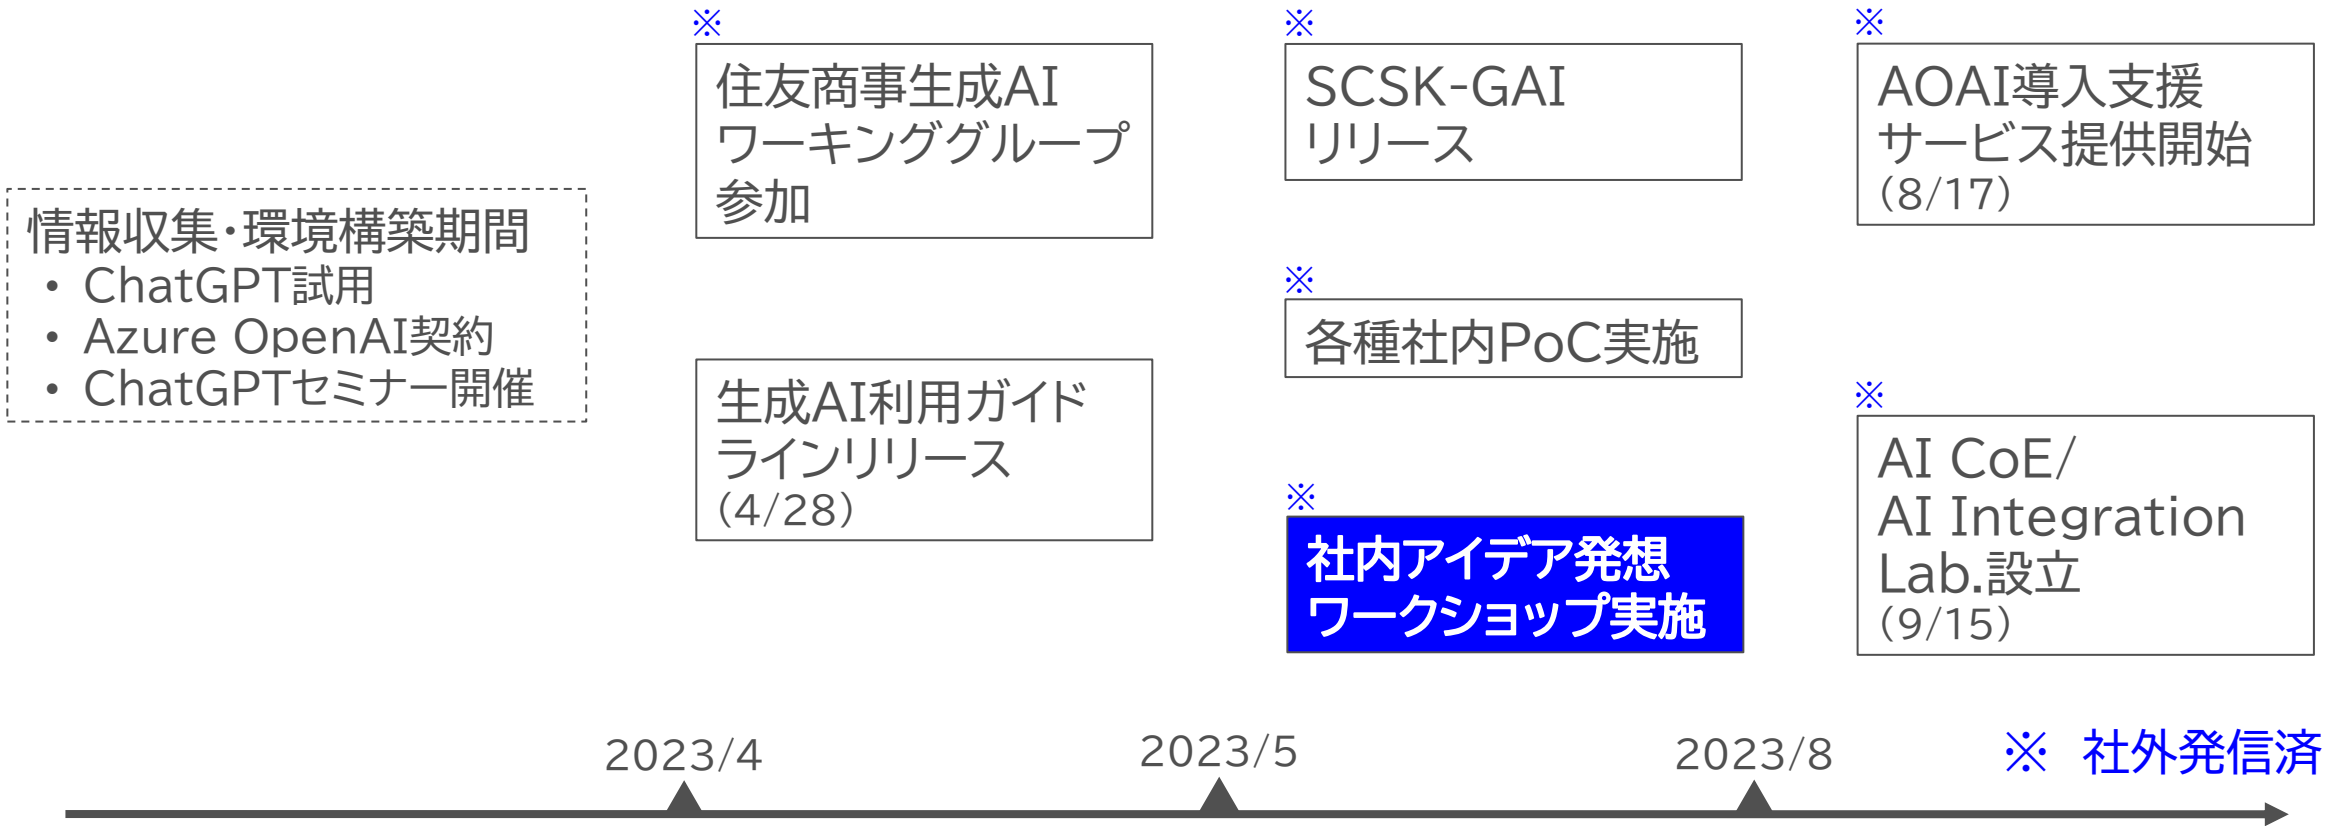 情報収集・環境構築期間
・ ChatGPT試用
・ Azure OpenAI契約
・ ChatGPTセミナー開催
※
住友商事生成AI
ワーキンググループ
参加
生成AI利用ガイド
ラインリリース
(4/28)
※
SCSK-GAI
リリース
※
各種社内PoC実施
※
社内アイデア発想
ワークショップ実施
※
AOAI導入支援
サービス提供開始
(8/17)
※
AI CoE/
AI Integration
Lab.設立
(9/15)
2023/4
2023/5
2023/8
※ 社外発信済